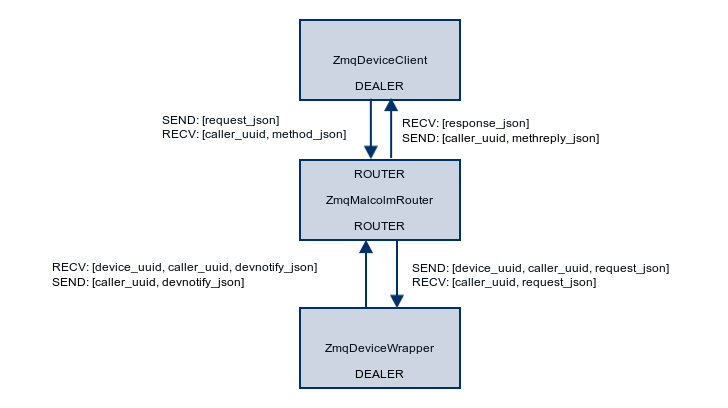 ZmqDeviceClient
DEALER
SEND: [request_json]
RECV: [caller_uuid, method_json]
RECV: [response_json]
SEND: [caller_uuid, methreply_json]
ROUTER
ZmqMalcolmRouter
ROUTER
RECV: [device_uuid, caller_uuid, devnotify_json]
SEND: [caller_uuid, devnotify_json]
SEND: [device_uuid, caller_uuid, request_json]
RECV: [caller_uuid, request_json]
ZmqDeviceWrapper
DEALER